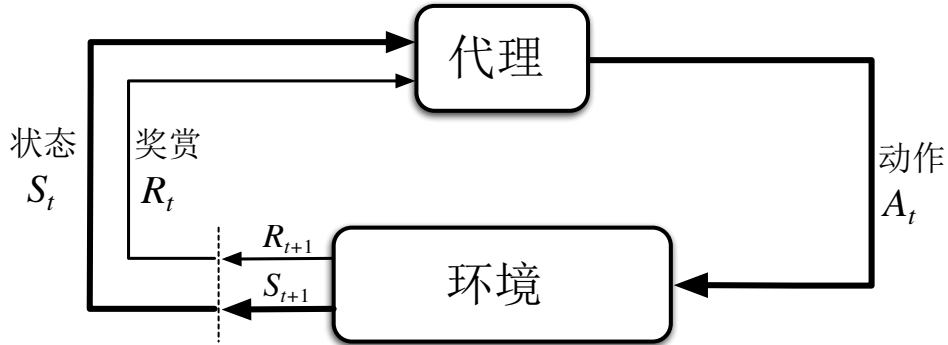 代理
状态
S_t
奖赏
R_t
动作
A_t
R_{t+1}
S_{t+1}
环境